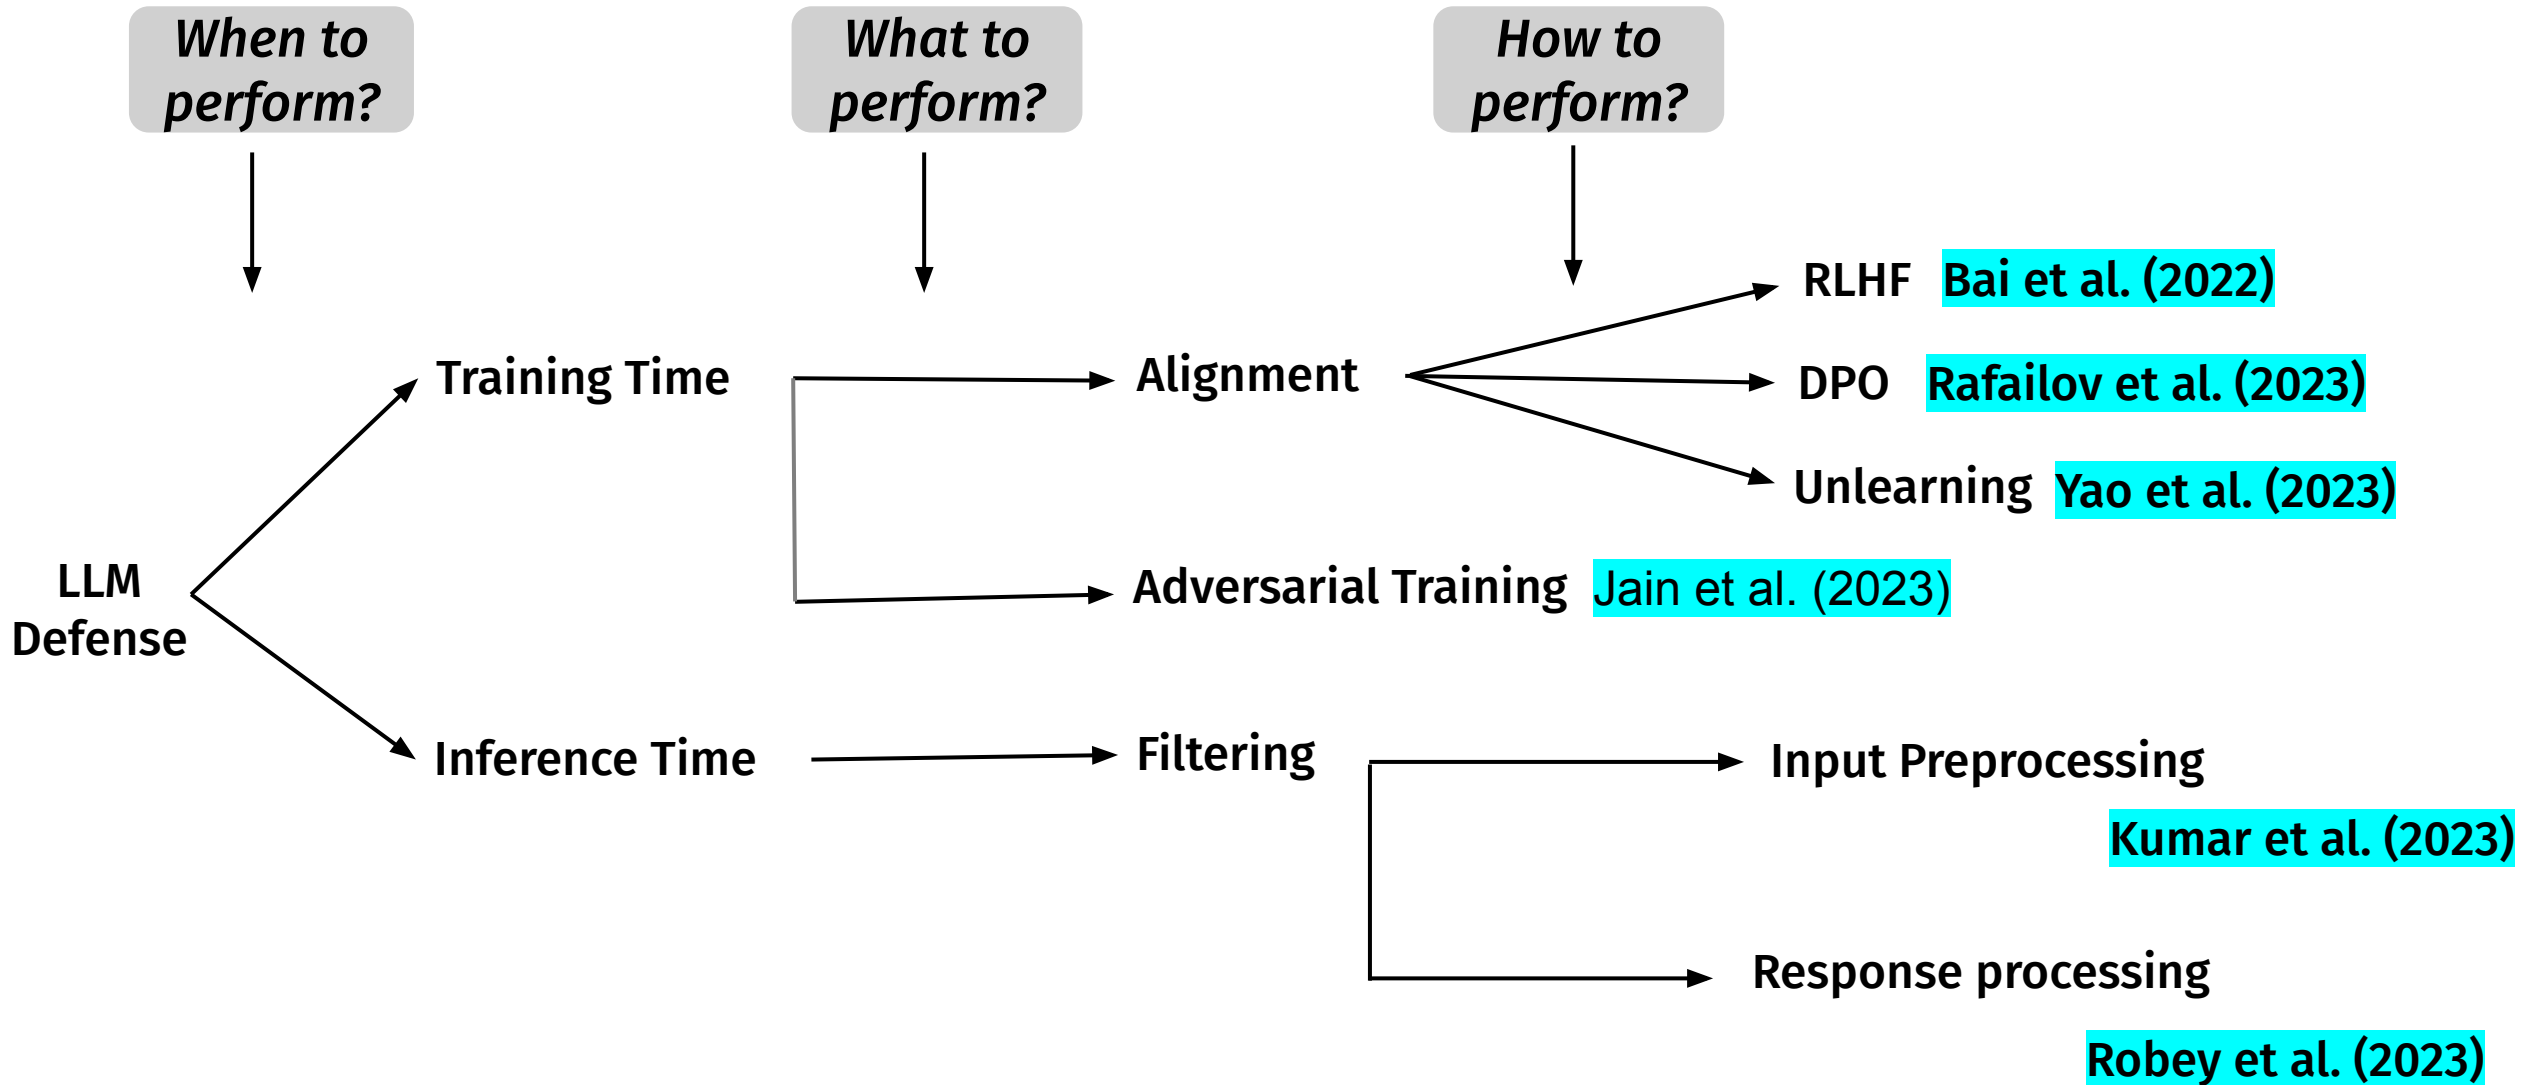 When to
perform?
What to
perform?
How to
perform?
RLHF Bai et al. (2022)
Training Time
Alignment
DPO Rafailov et al. (2023)
Unlearning Yao et al. (2023)
LLM
Defense
Adversarial Training Jain et al. (2023)
Inference Time
Filtering
Input Preprocessing
Kumar et al. (2023)
Response processing
Robey et al. (2023)